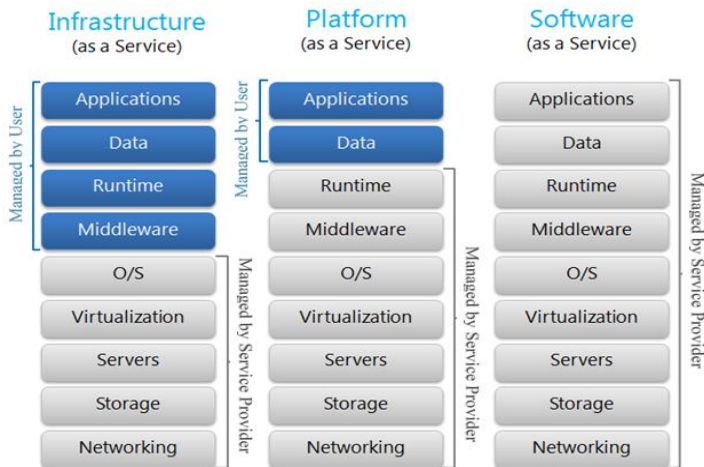 Infrastructure
(as a Service)
Managed by User
Applications
Data
Runtime
Middleware
O/S
Virtualization
Servers
Storage
Networking
Managed by Service Provider
Platform
(as a Service)
Managed by User
Applications
Data
Runtime
Middleware
O/S
Virtualization
Servers
Storage
Networking
Managed by Service Provider
Software
(as a Service)
Applications
Data
Runtime
Middleware
O/S
Virtualization
Servers
Storage
Networking
Managed by Service Provider